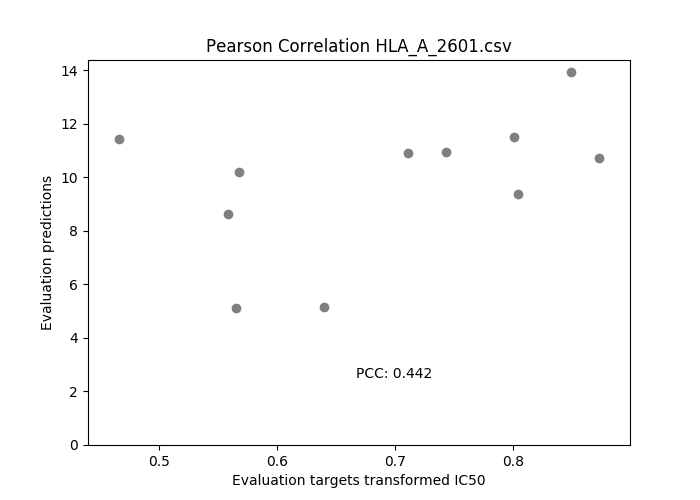 Pearson Correlation HLA_A_2601.csv
14
12
10
8
6
4
2
0
Evaluation predictions
PCC: 0.442
0.5 0.6 0.7 0.8
Evaluation targets transformed IC50